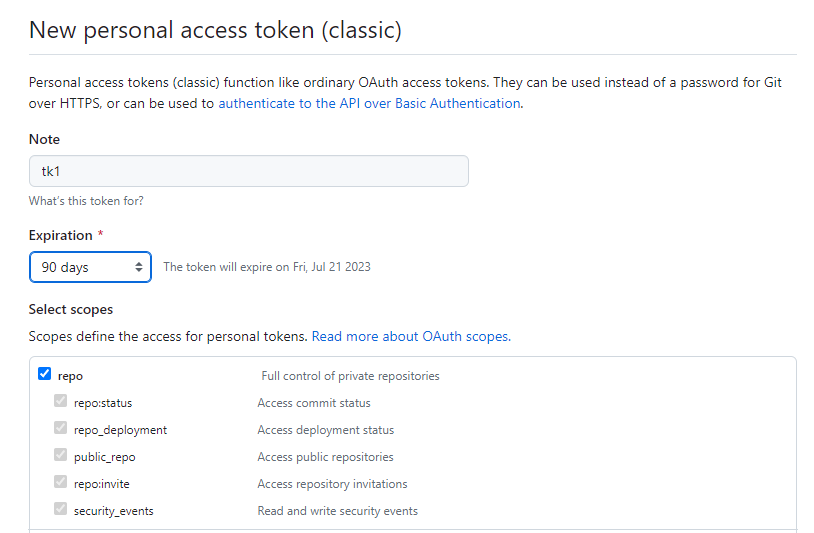 New personal access token (classic)
Personal access tokens (classic) function like ordinary OAuth access tokens. They can be used instead of a password for Git
over HTTPS, or can be used to authenticate to the API over Basic Authentication.
Note
tk1
What's this token for?
Expiration *
90 days The token will expire on Fri, Jul 21 2023
Select scopes
Scopes define the access for personal tokens. Read more about OAuth scopes.
repo Full control of private repositories
repo:status Access commit status
repo_deployment Access deployment status
public_repo Access public repositories
repo:invite Access repository invitations
security_events Read and write security events